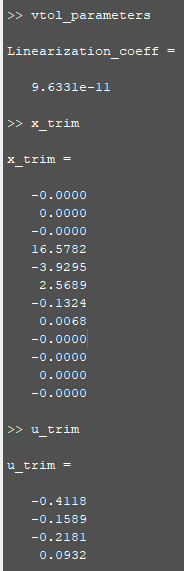 >> vtol_parameters
Linearization_coeff =
9.6331e-11
>> x_trim
x_trim =
-0.0000
0.0000
-0.0000
16.5782
-3.9295
2.5689
-0.1324
0.0068
-0.0000
-0.0000
0.0000
-0.0000
>> u_trim
u_trim =
-0.4118
-0.1589
-0.2181
0.0932